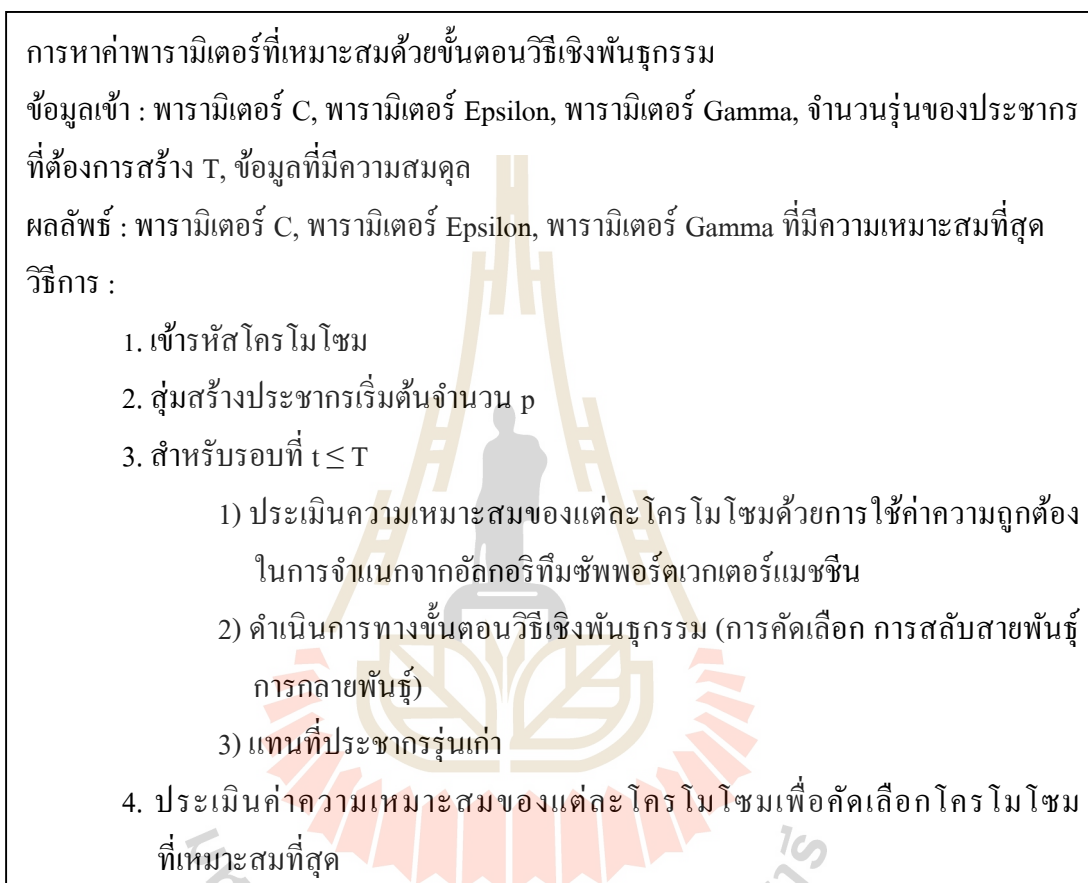 การหาค่าพารามิเตอร์ที่เหมาะสมด้วยขั้นตอนวิธีเชิงพันธุกรรม
ข้อมูลเข้า : พารามิเตอร์ C, พารามิเตอร์ Epsilon, พารามิเตอร์ Gamma, จำนวนรุ่นของประชากร
ที่ต้องการสร้าง T, ข้อมูลที่มีความสมดุล
ผลลัพธ์ : พารามิเตอร์ C, พารามิเตอร์ Epsilon, พารามิเตอร์ Gamma ที่มีความเหมาะสมที่สุด
วิธีการ :
1. เข้ารหัสโครโมโซม
2. สุ่มสร้างประชากรเริ่มต้นจำนวน p
3. สำหรับรอบที่ t ≤ T
1) ประเมินความเหมาะสมของแต่ละโครโมโซมด้วยการใช้ค่าความถูกต้อง
ในการจำแนกจากอัลกอริทึมซัพพอร์ตเวกเตอร์แมชชีน
2) ดำเนินการทางขั้นตอนวิธีเชิงพันธุกรรม (การคัดเลือก การสลับสายพันธุ์
การกลายพันธุ์)
3) แทนที่ประชากรรุ่นเก่า
4. ประเมินค่าความเหมาะสมของแต่ละโครโมโซมเพื่อคัดเลือกโครโมโซม
ที่เหมาะสมที่สุด